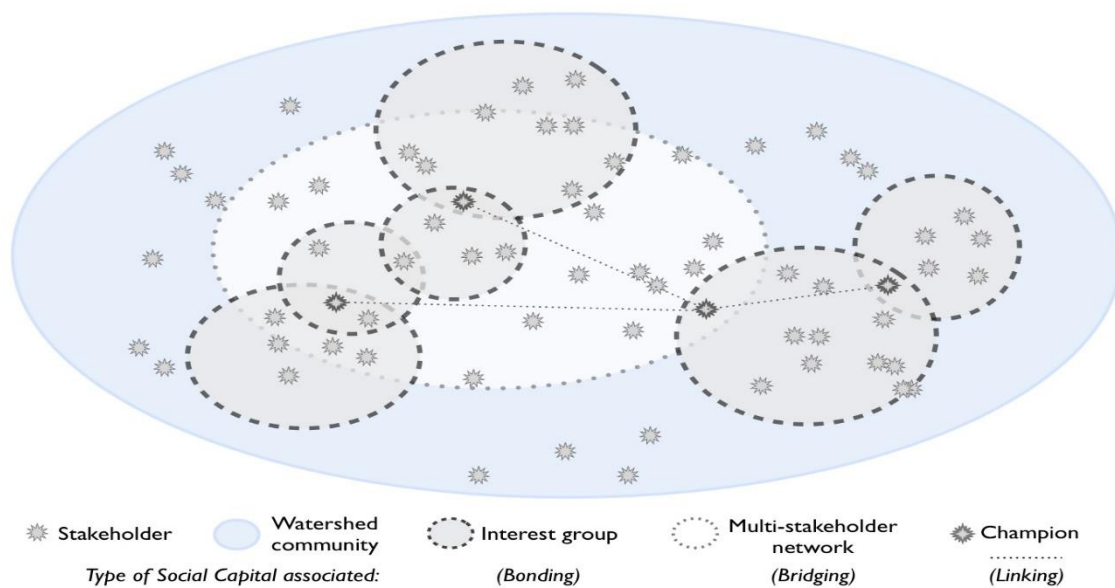 Stakeholder
Watershed
community
Interest group
Multi-stakeholder
network
Champion
Type of Social Capital associated:
(Bonding)
(Bridging)
(Linking)